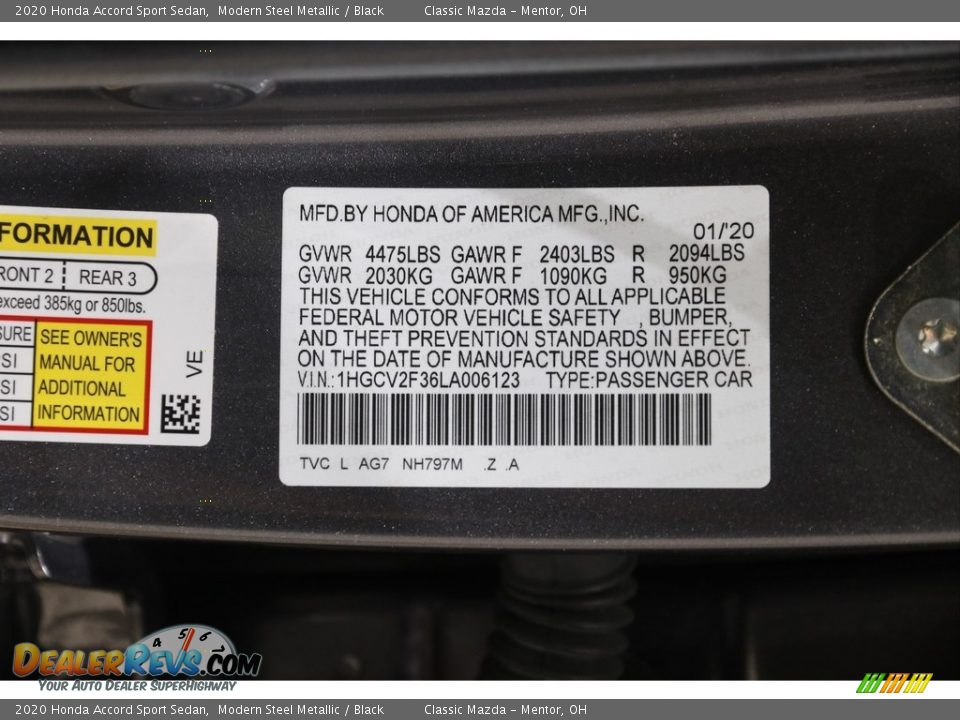 2020 Honda Accord Sport Sedan, Modern Steel Metallic / Black Classic Mazda – Mentor, OH
FORMATION
RONT 2 REAR 3
exceed 385kg or 850lbs.
SURE
SI
SI
SI
SEE OWNER'S
MANUAL FOR
ADDITIONAL
INFORMATION
VE
MFD.BY HONDA OF AMERICA MFG.,INC.
01/'20
GVWR 4475LBS GAWR F 2403LBS R 2094LBS
GVWR 2030KG GAWR F 1090KG R 950KG
THIS VEHICLE CONFORMS TO ALL APPLICABLE
FEDERAL MOTOR VEHICLE SAFETY , BUMPER,
AND THEFT PREVENTION STANDARDS IN EFFECT
ON THE DATE OF MANUFACTURE SHOWN ABOVE.
V.I.N.:1HGCV2F36LA006123 TYPE:PASSENGER CAR
TVC L AG7 NH797M .Z .A
4 5 6
DEALERREVS.COM
YOUR AUTO DEALER SUPERHIGHWAY
2020 Honda Accord Sport Sedan, Modern Steel Metallic / Black Classic Mazda – Mentor, OH